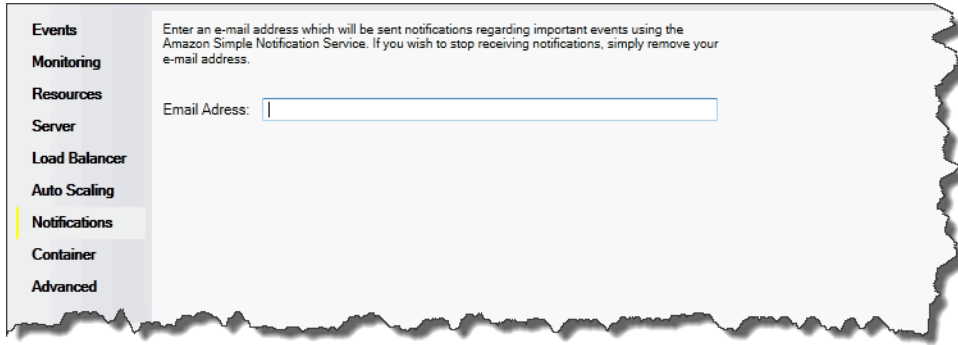 Events
Monitoring
Resources
Server
Load Balancer
Auto Scaling
Notifications
Container
Advanced
Enter an e-mail address which will be sent notifications regarding important events using the
Amazon Simple Notification Service. If you wish to stop receiving notifications, simply remove your
e-mail address.
Email Adress: